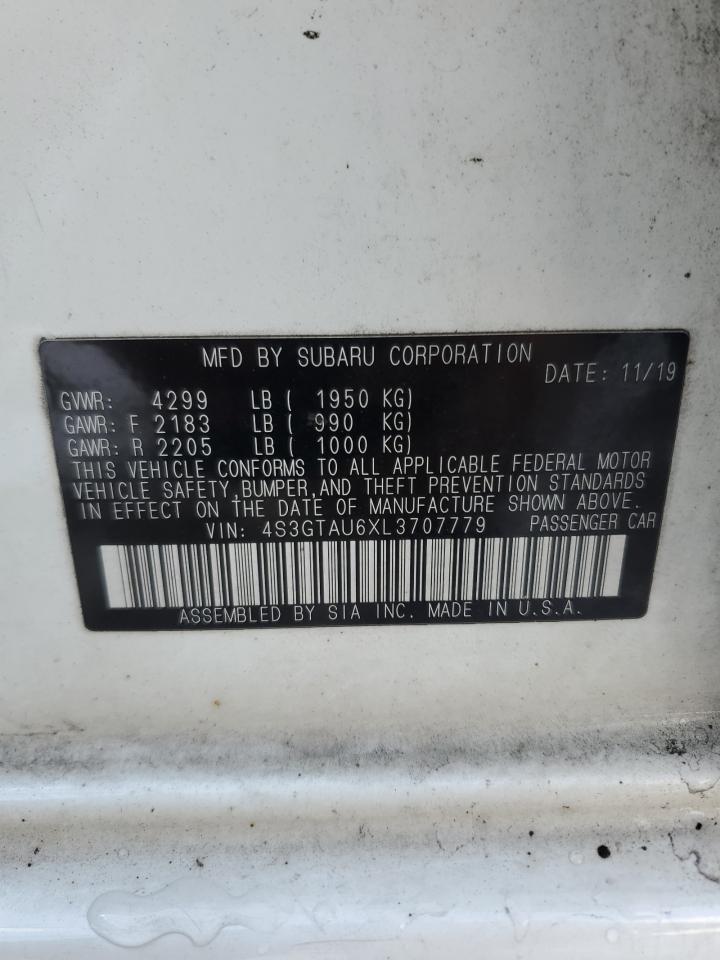 MFD BY SUBARU CORPORATION
DATE: 11/19
GVWR: 4299 LB ( 1950 KG)
GAWR: F 2183 LB ( 990 KG)
GAWR: R 2205 LB ( 1000 KG)
THIS VEHICLE CONFORMS TO ALL APPLICABLE FEDERAL MOTOR
VEHICLE SAFETY,BUMPER,AND THEFT PREVENTION STANDARDS
IN EFFECT ON THE DATE OF MANUFACTURE SHOWN ABOVE.
VIN: 4S3GTAU6XL3707779 PASSENGER CAR
ASSEMBLED BY SIA INC. MADE IN U.S.A.